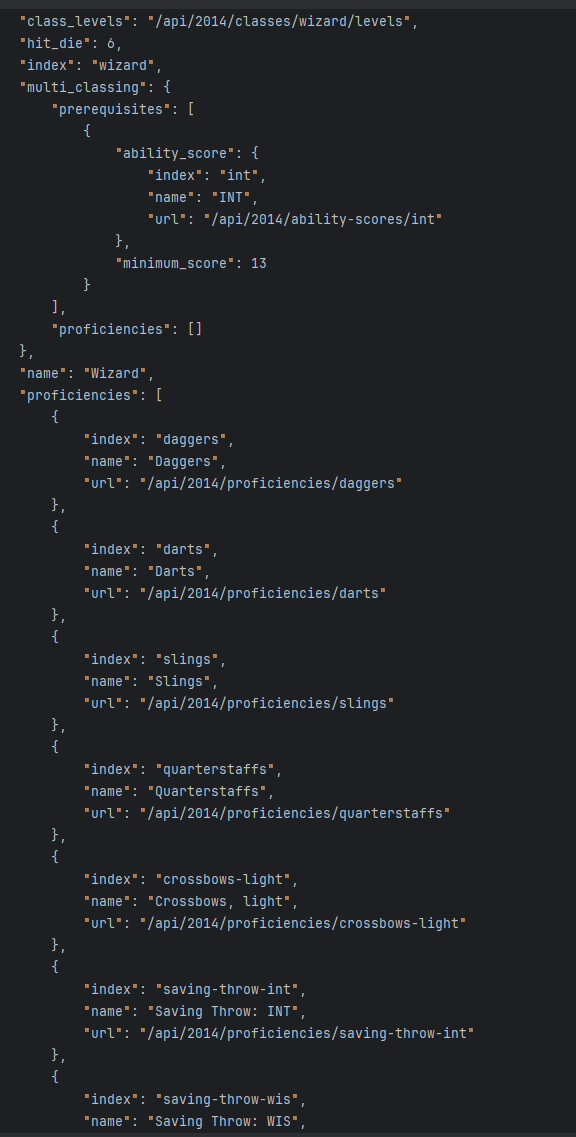 "class_levels": "/api/2014/classes/wizard/levels",
"hit_die": 6,
"index": "wizard",
"multi_classing": {
    "prerequisites": [
        {
            "ability_score": {
                "index": "int",
                "name": "INT",
                "url": "/api/2014/ability-scores/int"
            },
            "minimum_score": 13
        }
    ],
    "proficiencies": []
},
"name": "Wizard",
"proficiencies": [
    {
        "index": "daggers",
        "name": "Daggers",
        "url": "/api/2014/proficiencies/daggers"
    },
    {
        "index": "darts",
        "name": "Darts",
        "url": "/api/2014/proficiencies/darts"
    },
    {
        "index": "slings",
        "name": "Slings",
        "url": "/api/2014/proficiencies/slings"
    },
    {
        "index": "quarterstaffs",
        "name": "Quarterstaffs",
        "url": "/api/2014/proficiencies/quarterstaffs"
    },
    {
        "index": "crossbows-light",
        "name": "Crossbows, light",
        "url": "/api/2014/proficiencies/crossbows-light"
    },
    {
        "index": "saving-throw-int",
        "name": "Saving Throw: INT",
        "url": "/api/2014/proficiencies/saving-throw-int"
    },
    {
        "index": "saving-throw-wis",
        "name": "Saving Throw: WIS",